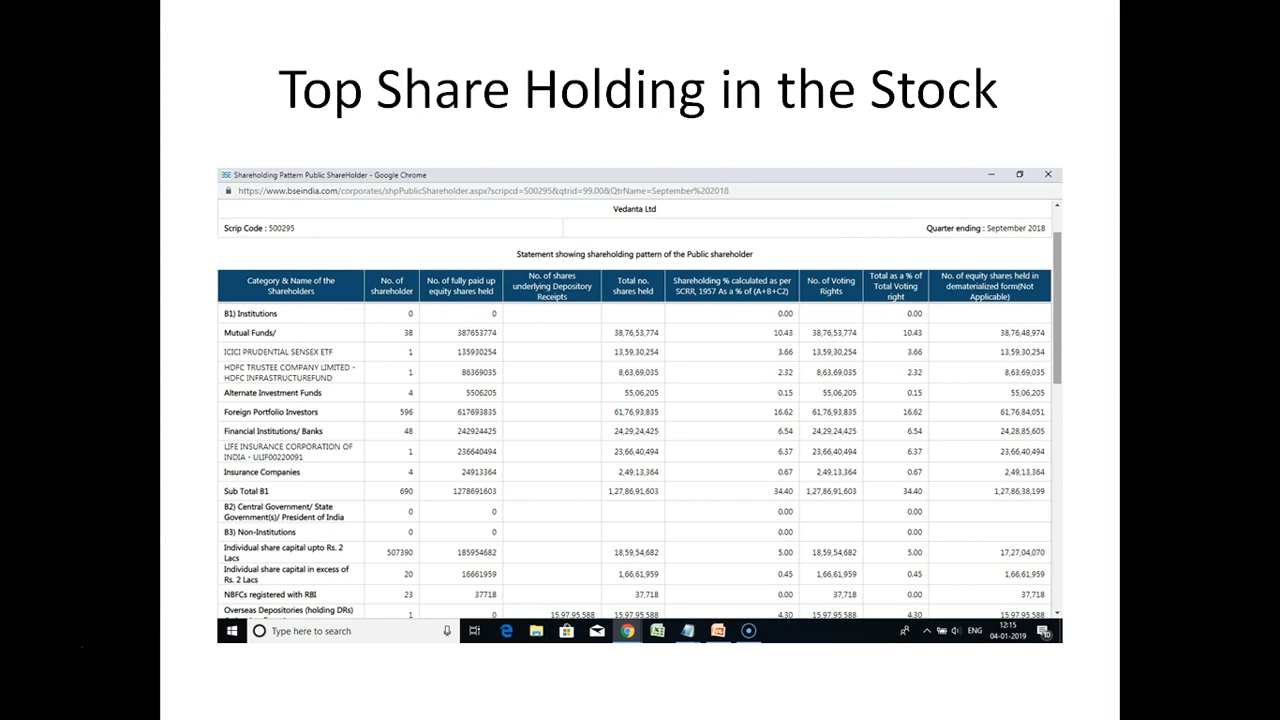 Top Share Holding in the Stock
Shareholding Pattern Public ShareHolder - Google Chrome
https://www.bseindia.com/corporates/shpPublicShareholder.aspx?scripcd=500295&qtrid=99.00&QtrName=September%202018
Vedanta Ltd
Scrip Code : 500295 Quarter ending : September 2018
Statement showing shareholding pattern of the Public shareholder
Category & Name of the Shareholders No. of shareholder No. of fully paid up equity shares held No. of shares underlying Depository Receipts Total no. shares held Shareholding % calculated as per SCRR, 1957 As a % of (A+B+C2) No. of Voting Rights Total as a % of Total Voting right No. of equity shares held in dematerialized form(Not Applicable)
B1) Institutions 0 0 0.00 0.00
Mutual Funds/ 38 387653774 38,76,53,774 10.43 38,76,53,774 10.43 38,76,48,974
ICICI PRUDENTIAL SENSEX ETF 1 135930254 13,59,30,254 3.66 13,59,30,254 3.66 13,59,30,254
HDFC TRUSTEE COMPANY LIMITED - HDFC INFRASTRUCTUREFUND 1 86369035 8,63,69,035 2.32 8,63,69,035 2.32 8,63,69,035
Alternate Investment Funds 4 5506205 55,06,205 0.15 55,06,205 0.15 55,06,205
Foreign Portfolio Investors 596 617693835 61,76,93,835 16.62 61,76,93,835 16.62 61,76,84,051
Financial Institutions/ Banks 48 242924425 24,29,24,425 6.54 24,29,24,425 6.54 24,28,85,605
LIFE INSURANCE CORPORATION OF INDIA - ULIF00220091 1 236640494 23,66,40,494 6.37 23,66,40,494 6.37 23,66,40,494
Insurance Companies 4 24913364 2,49,13,364 0.67 2,49,13,364 0.67 2,49,13,364
Sub Total B1 690 1278691603 1,27,86,91,603 34.40 1,27,86,91,603 34.40 1,27,86,38,199
B2) Central Government/ State Government(s)/ President of India 0 0 0.00 0.00
B3) Non-Institutions 0 0 0.00 0.00
Individual share capital upto Rs. 2 Lacs 507390 185954682 18,59,54,682 5.00 18,59,54,682 5.00 17,27,04,070
Individual share capital in excess of Rs. 2 Lacs 20 16661959 1,66,61,959 0.45 1,66,61,959 0.45 1,66,61,959
NBFCs registered with RBI 23 37718 37,718 0.00 37,718 0.00 37,718
Overseas Depositories (holding DRs) 1 0 15,97,95,588 15,97,95,588 4.30 15,97,95,588 4.30 15,97,95,588
Type here to search ENG 12:15
04-01-2019